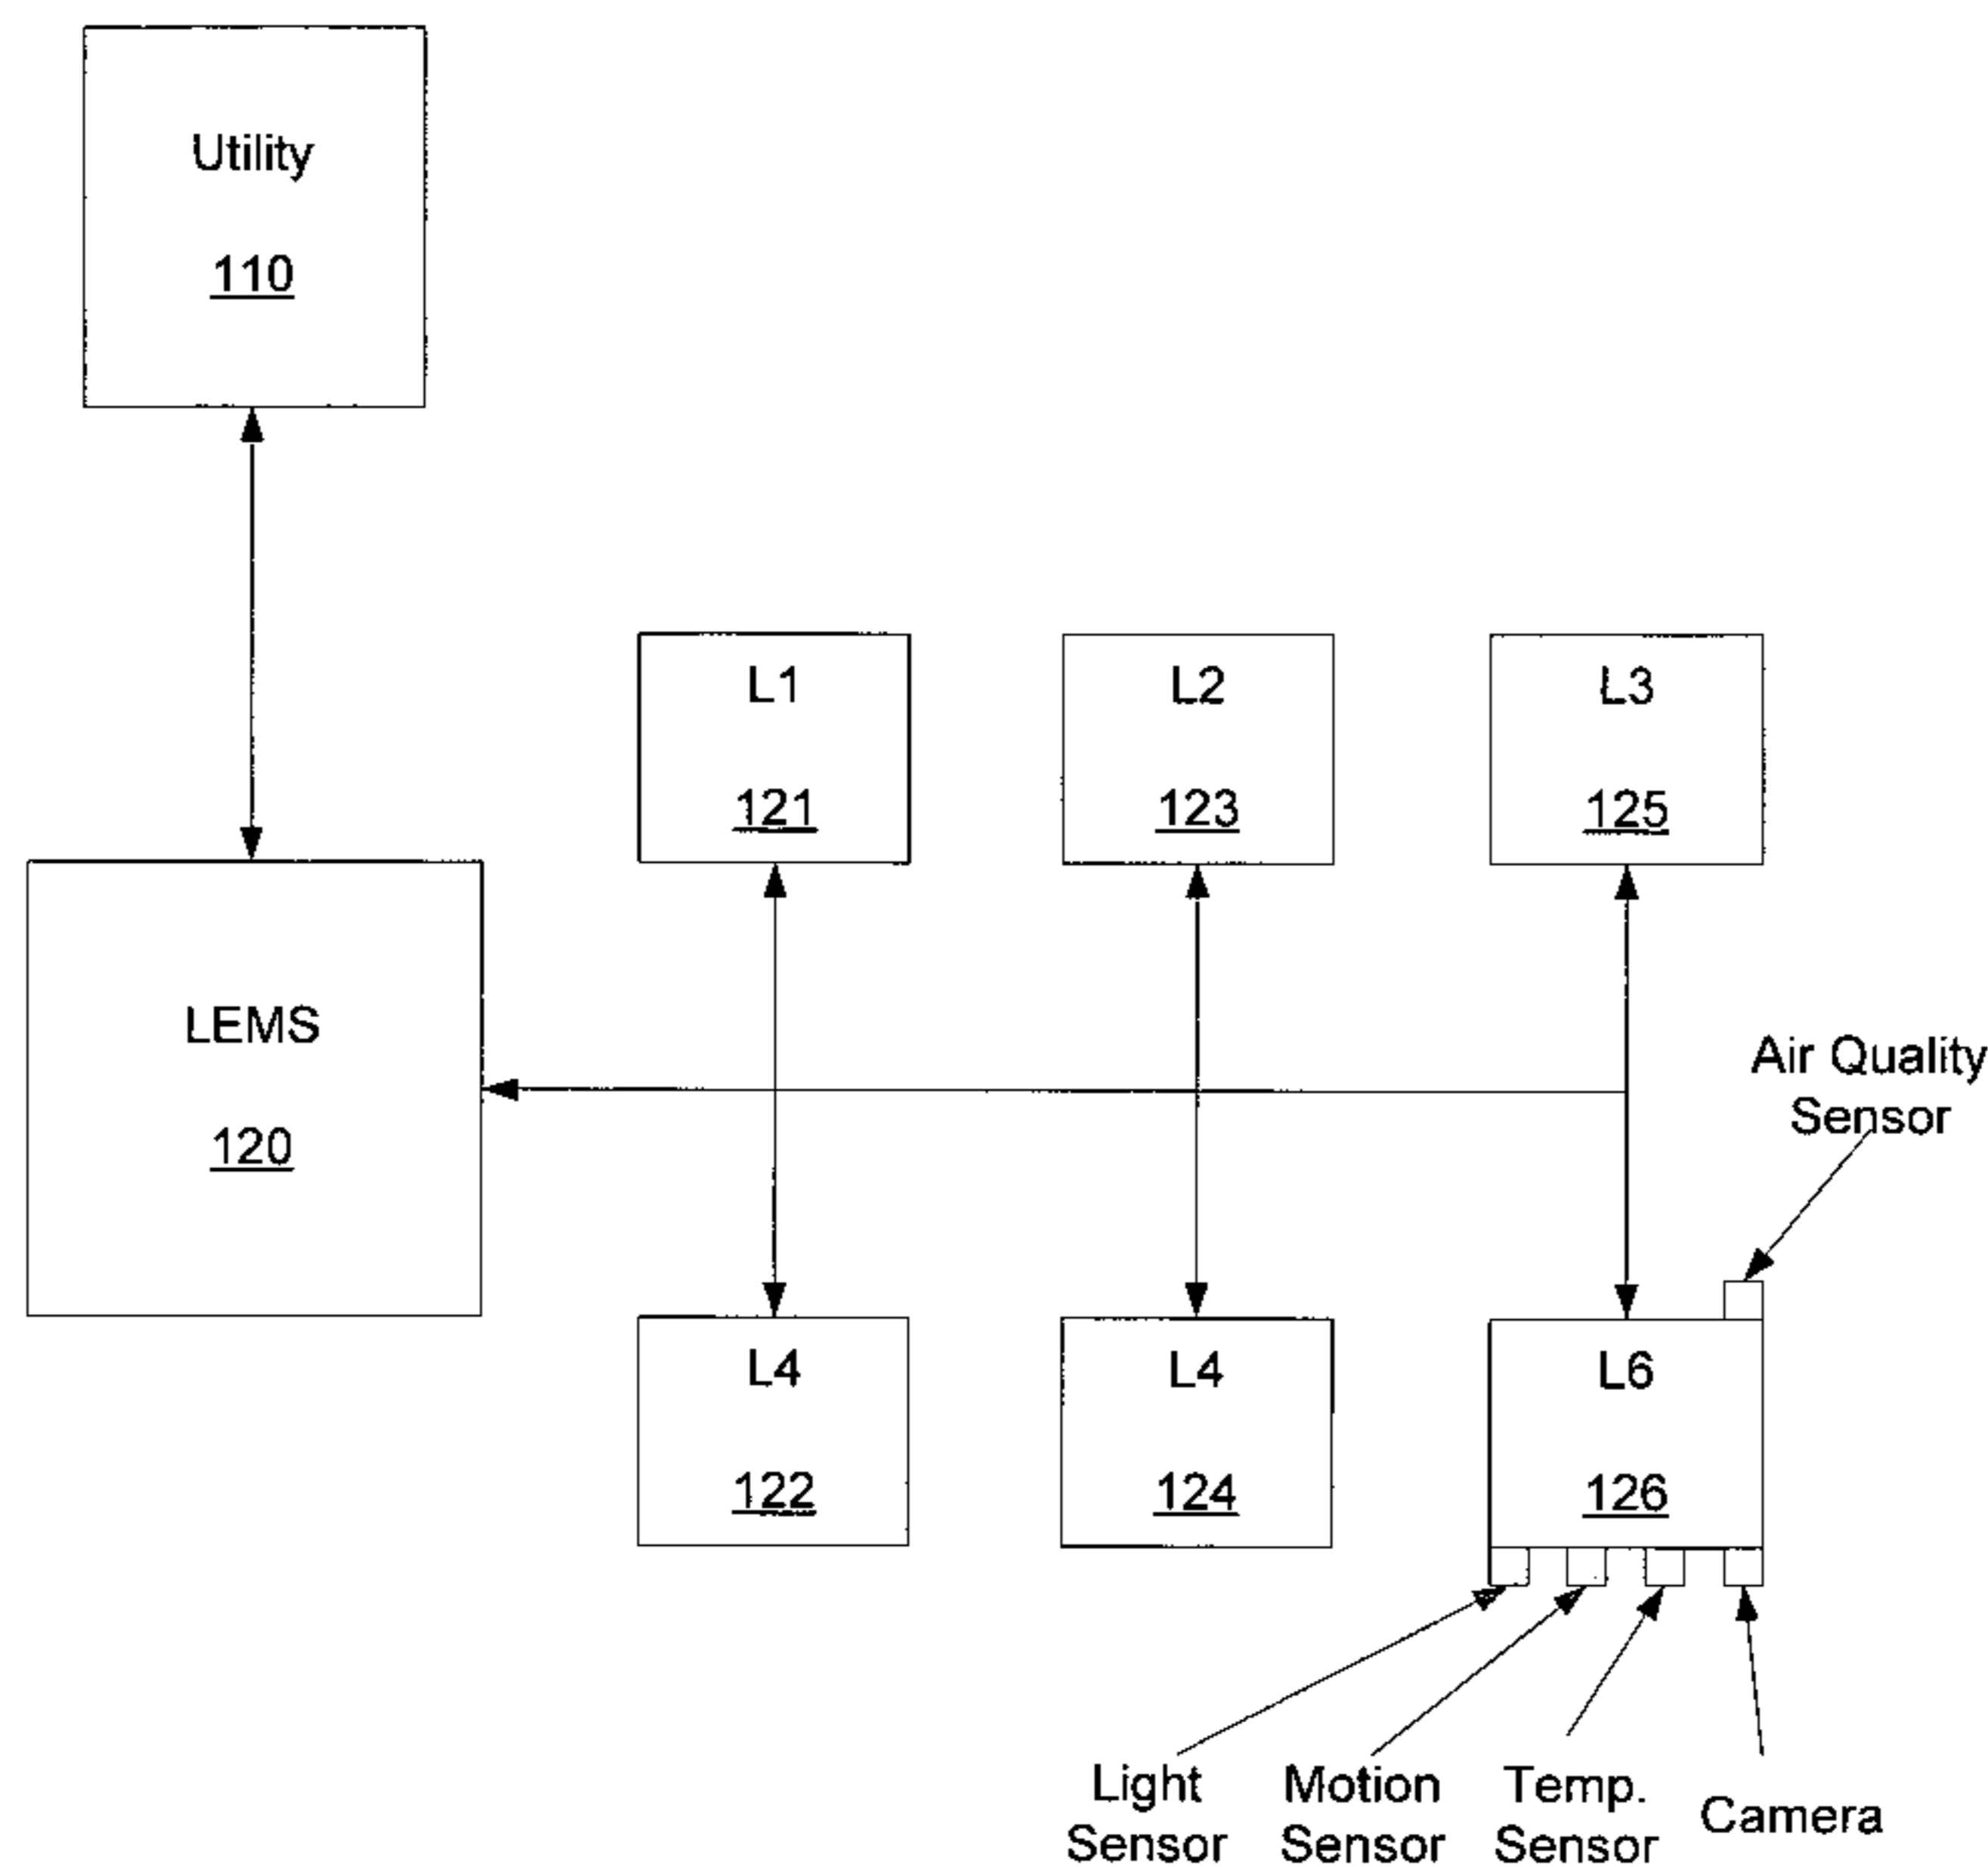 Utility
110
L1
121
L2
123
L3
125
LEMS
120
Air Quality
Sensor
L4
122
L4
124
L6
126
Light
Sensor
Motion
Sensor
Temp.
Sensor
Camera